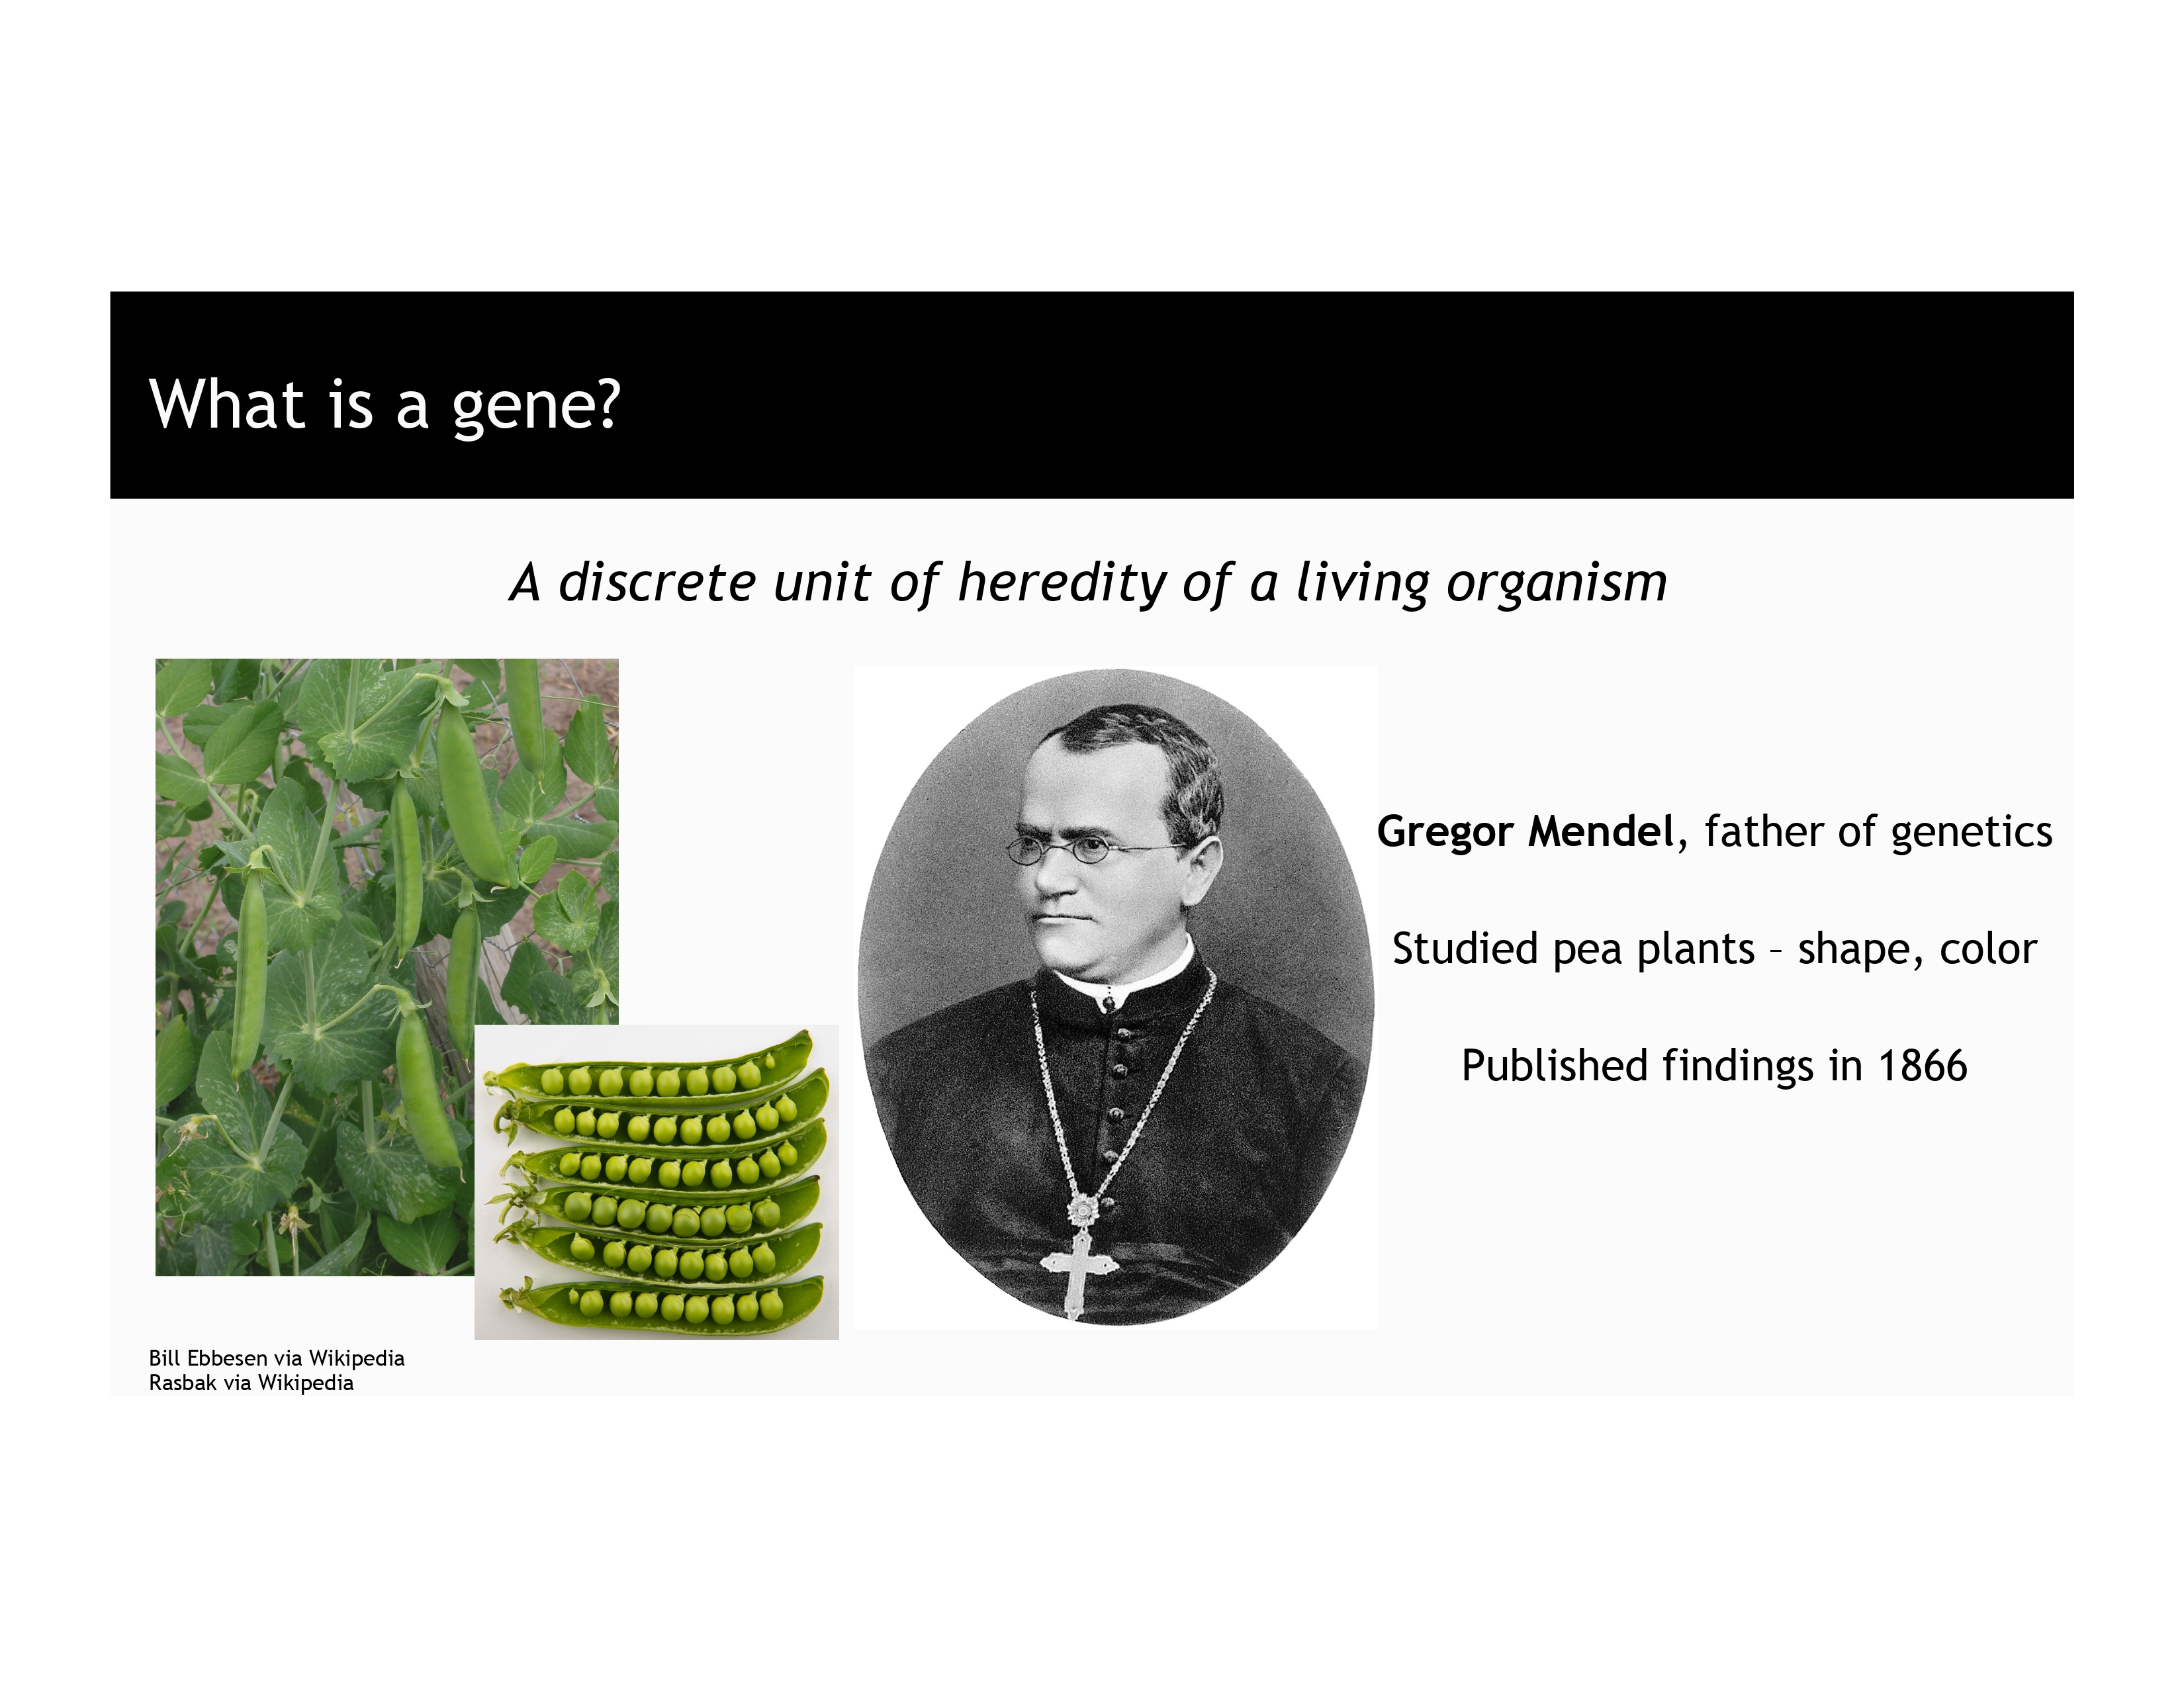 What is a gene?
A discrete unit of heredity of a living organism
Gregor Mendel, father of genetics
Studied pea plants – shape, color
Published findings in 1866
Bill Ebbesen via Wikipedia
Rasbak via Wikipedia